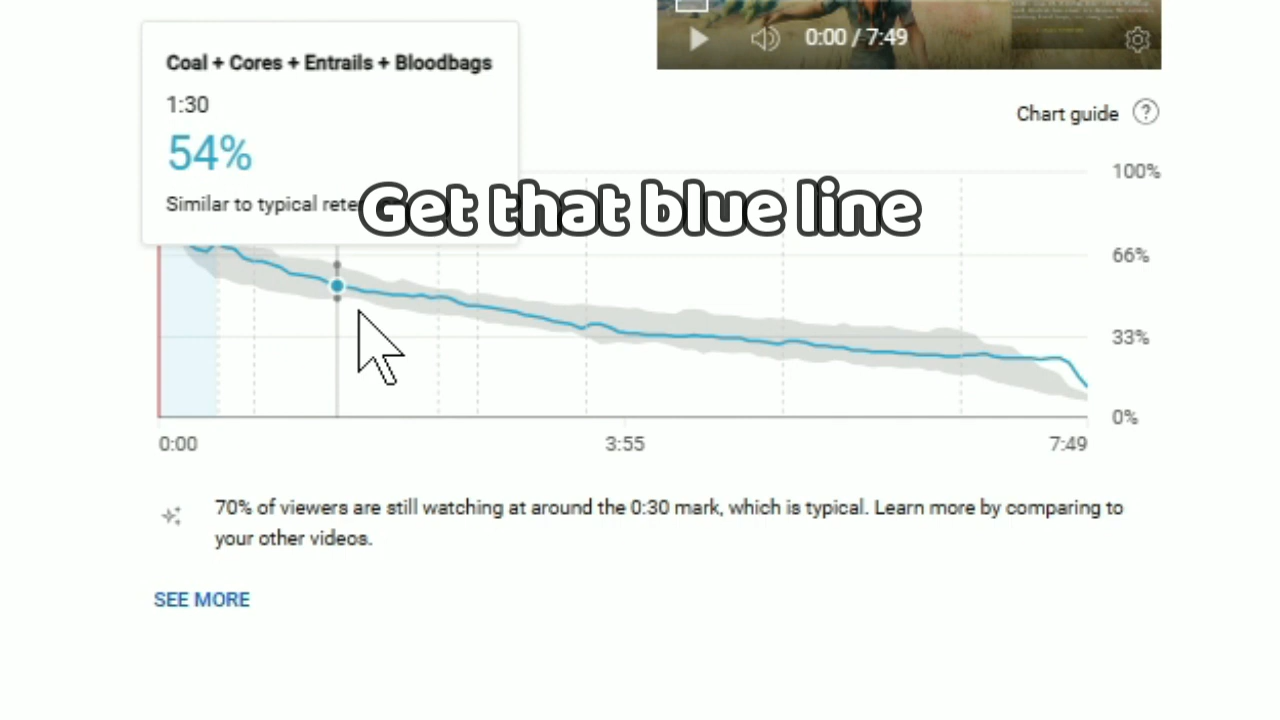 Coal + Cores + Entrails + Bloodbags
1:30
54%
Similar to typical rete
0:00 / 7:49
Chart guide ?
Get that blue line
100%
66%
33%
0%
0:00
3:55
7:49
70% of viewers are still watching at around the 0:30 mark, which is typical. Learn more by comparing to
your other videos.
SEE MORE